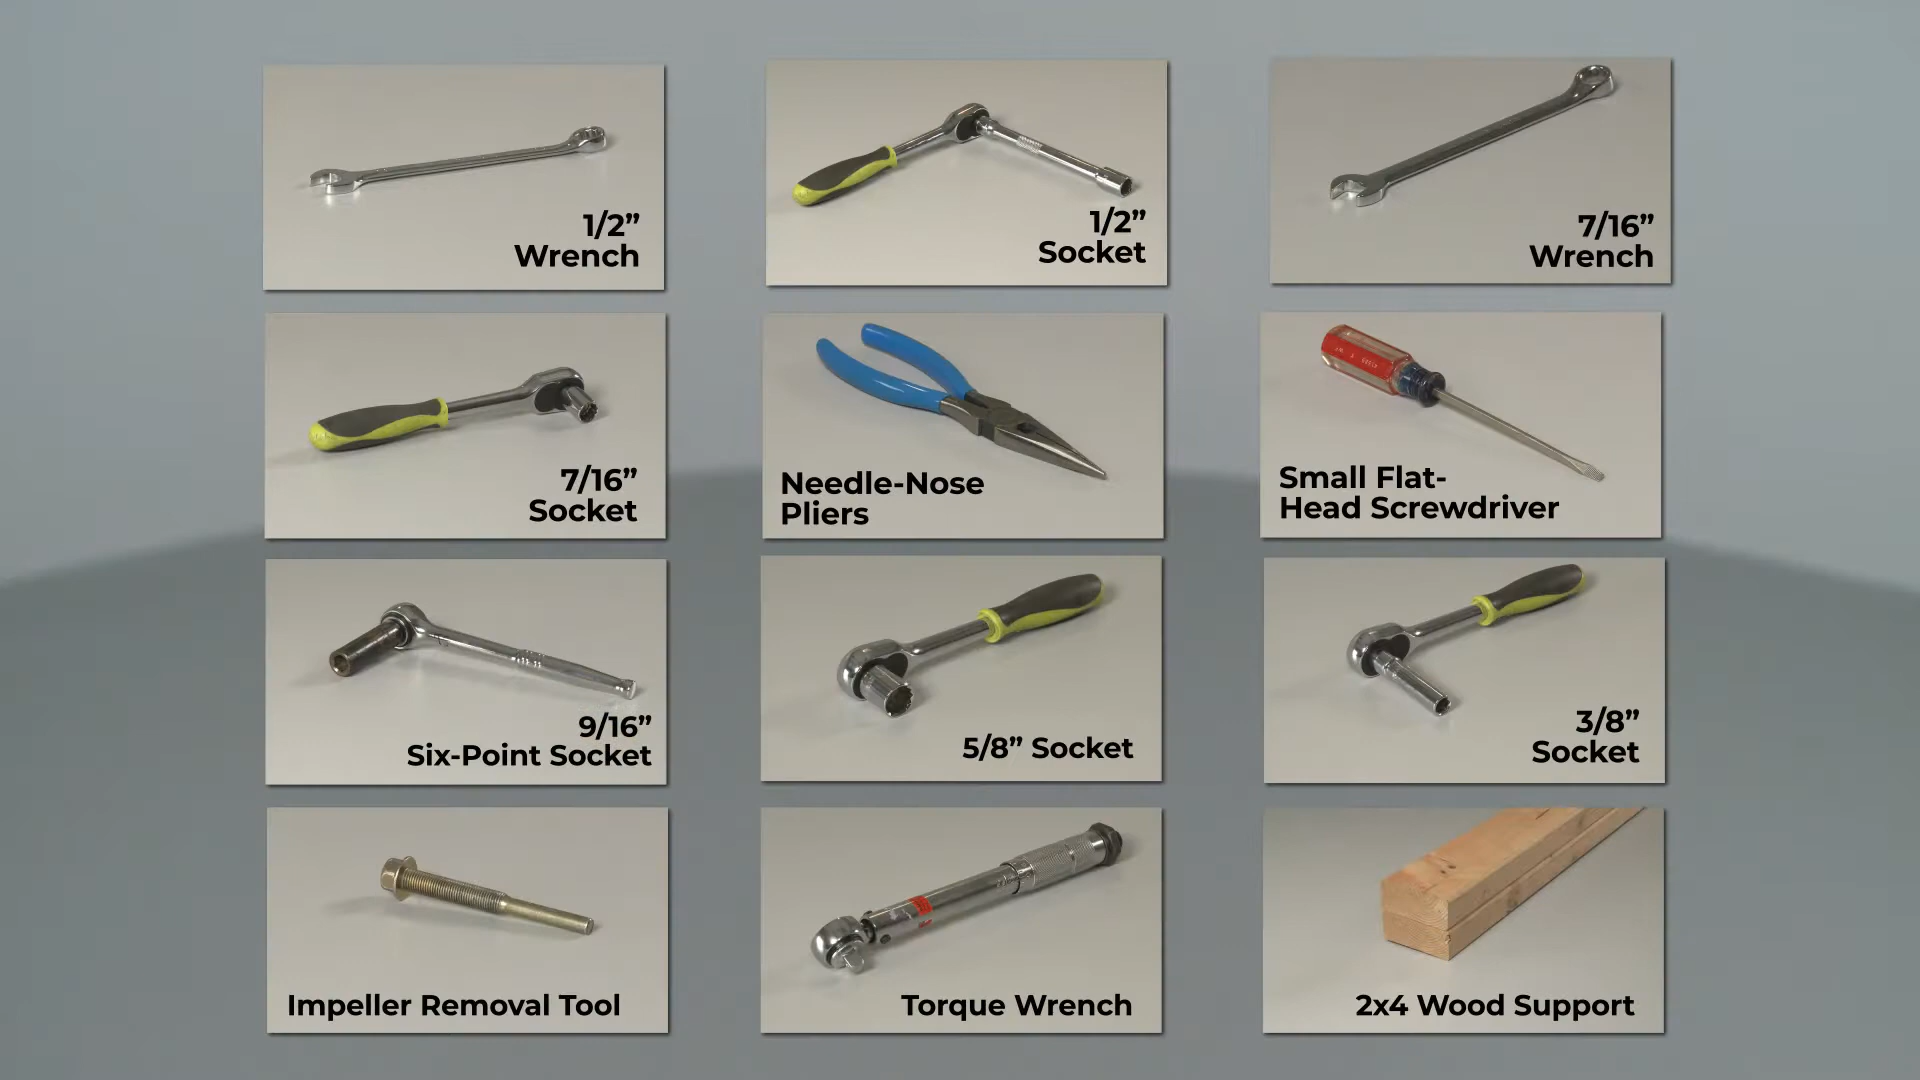 1/2”
Wrench
1/2”
Socket
7/16”
Wrench
7/16”
Socket
Needle-Nose
Pliers
Small Flat-
Head Screwdriver
9/16”
Six-Point Socket
5/8” Socket
3/8”
Socket
Impeller Removal Tool
Torque Wrench
2x4 Wood Support